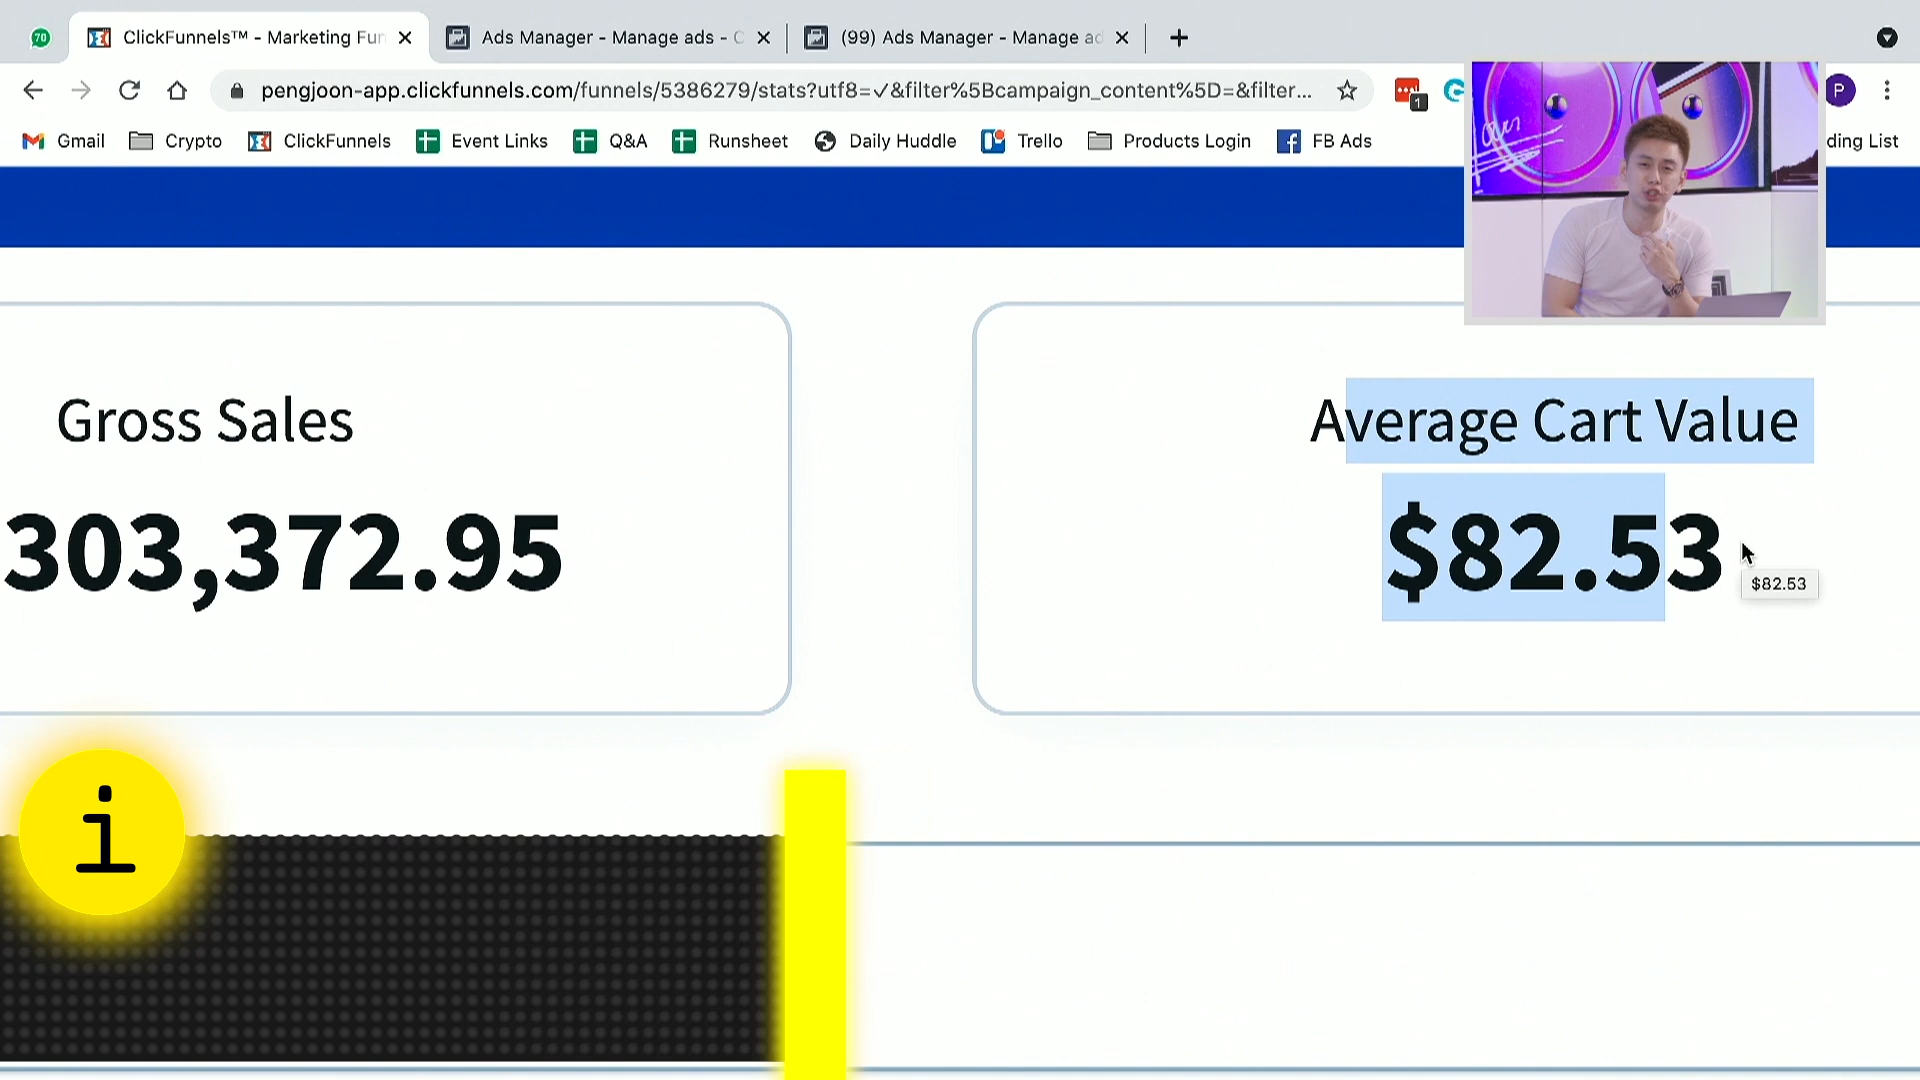 70
ClickFunnels™ - Marketing Fun
Ads Manager - Manage ads - C
(99) Ads Manager - Manage ad
pengjoon-app.clickfunnels.com/funnels/5386279/stats?utf8=✓&filter%5Bcampaign_content%5D=&filter...
1
P
Gmail
Crypto
ClickFunnels
Event Links
Q&A
Runsheet
Daily Huddle
Trello
Products Login
FB Ads
ding List
Gross Sales
303,372.95
Average Cart Value
$82.53
$82.53
i